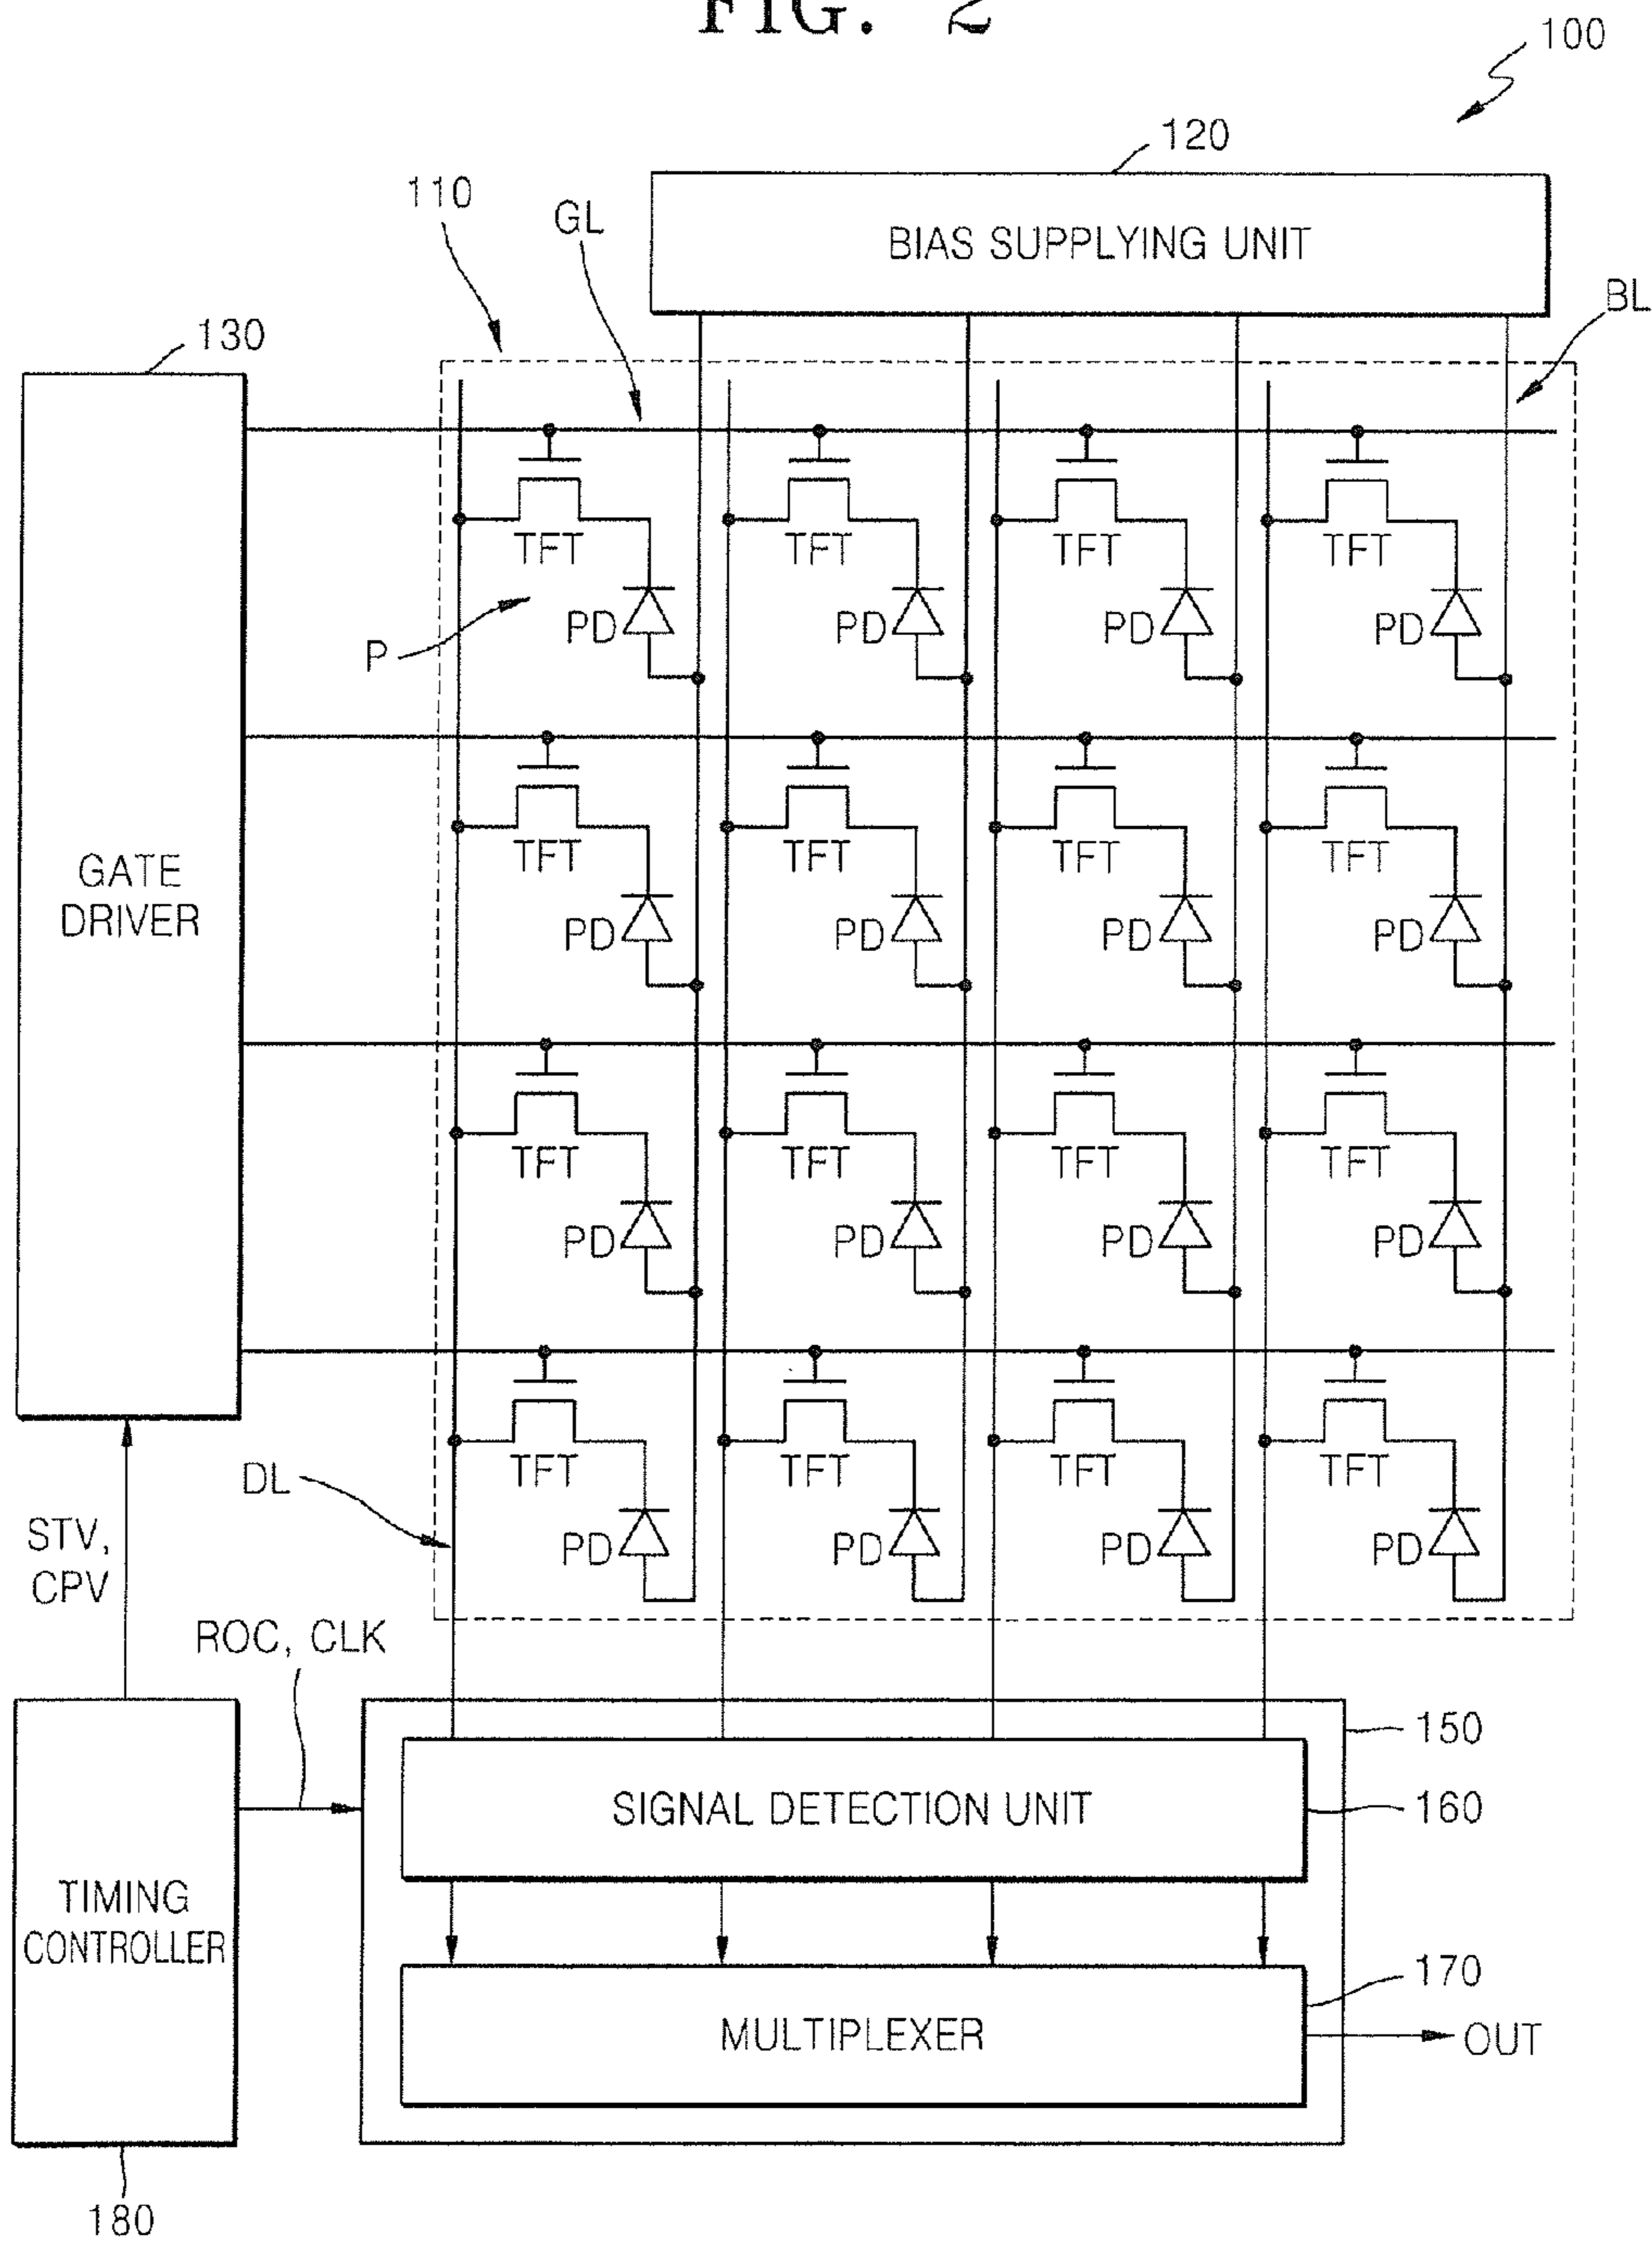 FIG. 2
100
120
110
GL
BIAS SUPPLYING UNIT
BL
130
TFT TFT TFT TFT
P PD PD PD PD
TFT TFT TFT TFT
GATE
DRIVER
PD PD PD PD
TFT TFT TFT TFT
PD PD PD PD
TFT TFT TFT TFT
DL
PD PD PD PD
STV,
CPV
ROC, CLK
150
SIGNAL DETECTION UNIT
160
TIMING
CONTROLLER
170
MULTIPLEXER
OUT
180